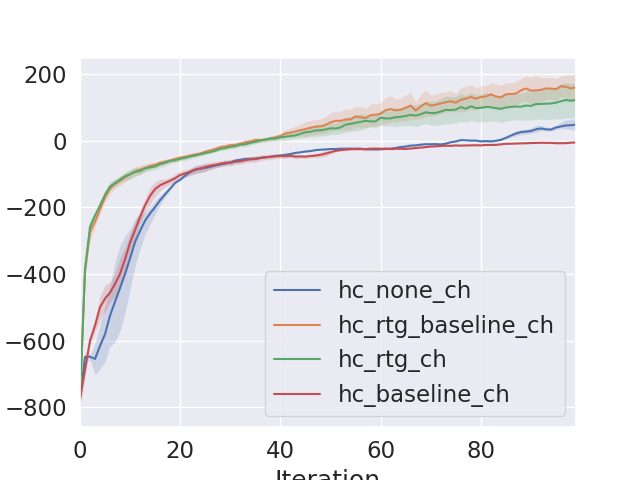 200
0
−200
−400
−600
−800
hc_none_ch
hc_rtg_baseline_ch
hc_rtg_ch
hc_baseline_ch
0 20 40 60 80
Iteration